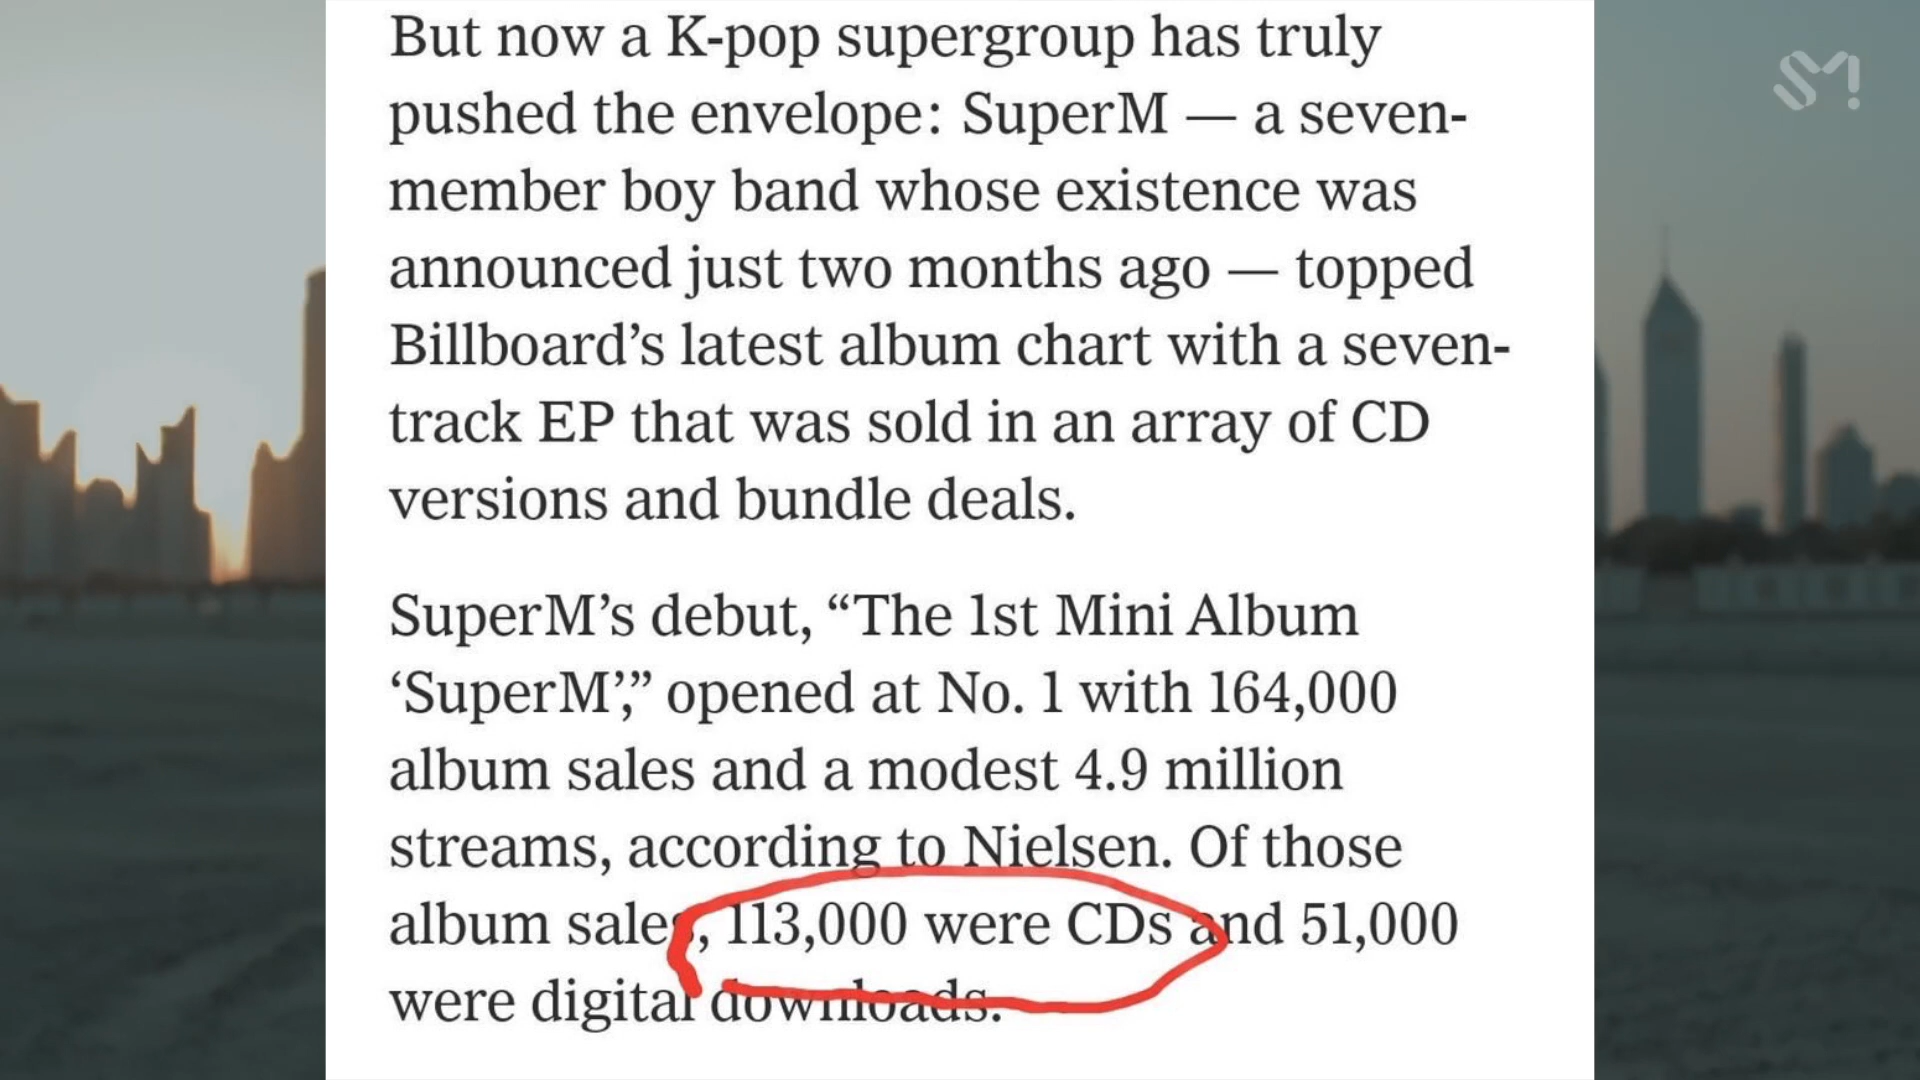 But now a K-pop supergroup has truly
pushed the envelope: SuperM — a seven-
member boy band whose existence was
announced just two months ago — topped
Billboard’s latest album chart with a seven-
track EP that was sold in an array of CD
versions and bundle deals.
SuperM’s debut, “The 1st Mini Album
‘SuperM’,” opened at No. 1 with 164,000
album sales and a modest 4.9 million
streams, according to Nielsen. Of those
album sales, 113,000 were CDs and 51,000
were digital downloads.
SM!